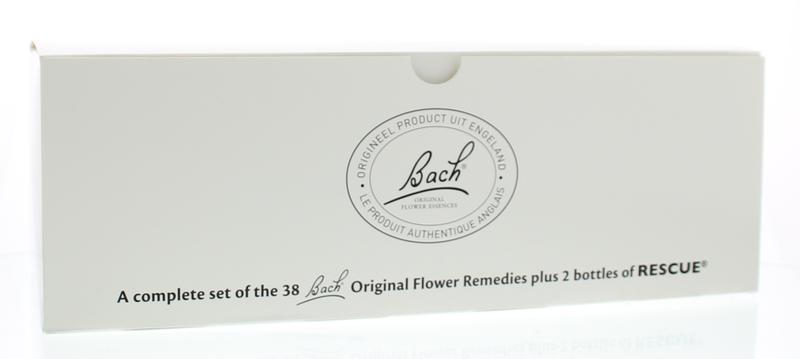 ORIGINEEL PRODUCT UIT ENGELAND
Bach®
ORIGINAL
FLOWER ESSENCES
• LE PRODUIT AUTHENTIQUE ANGLAIS •
A complete set of the 38 Bach Original Flower Remedies plus 2 bottles of RESCUE®